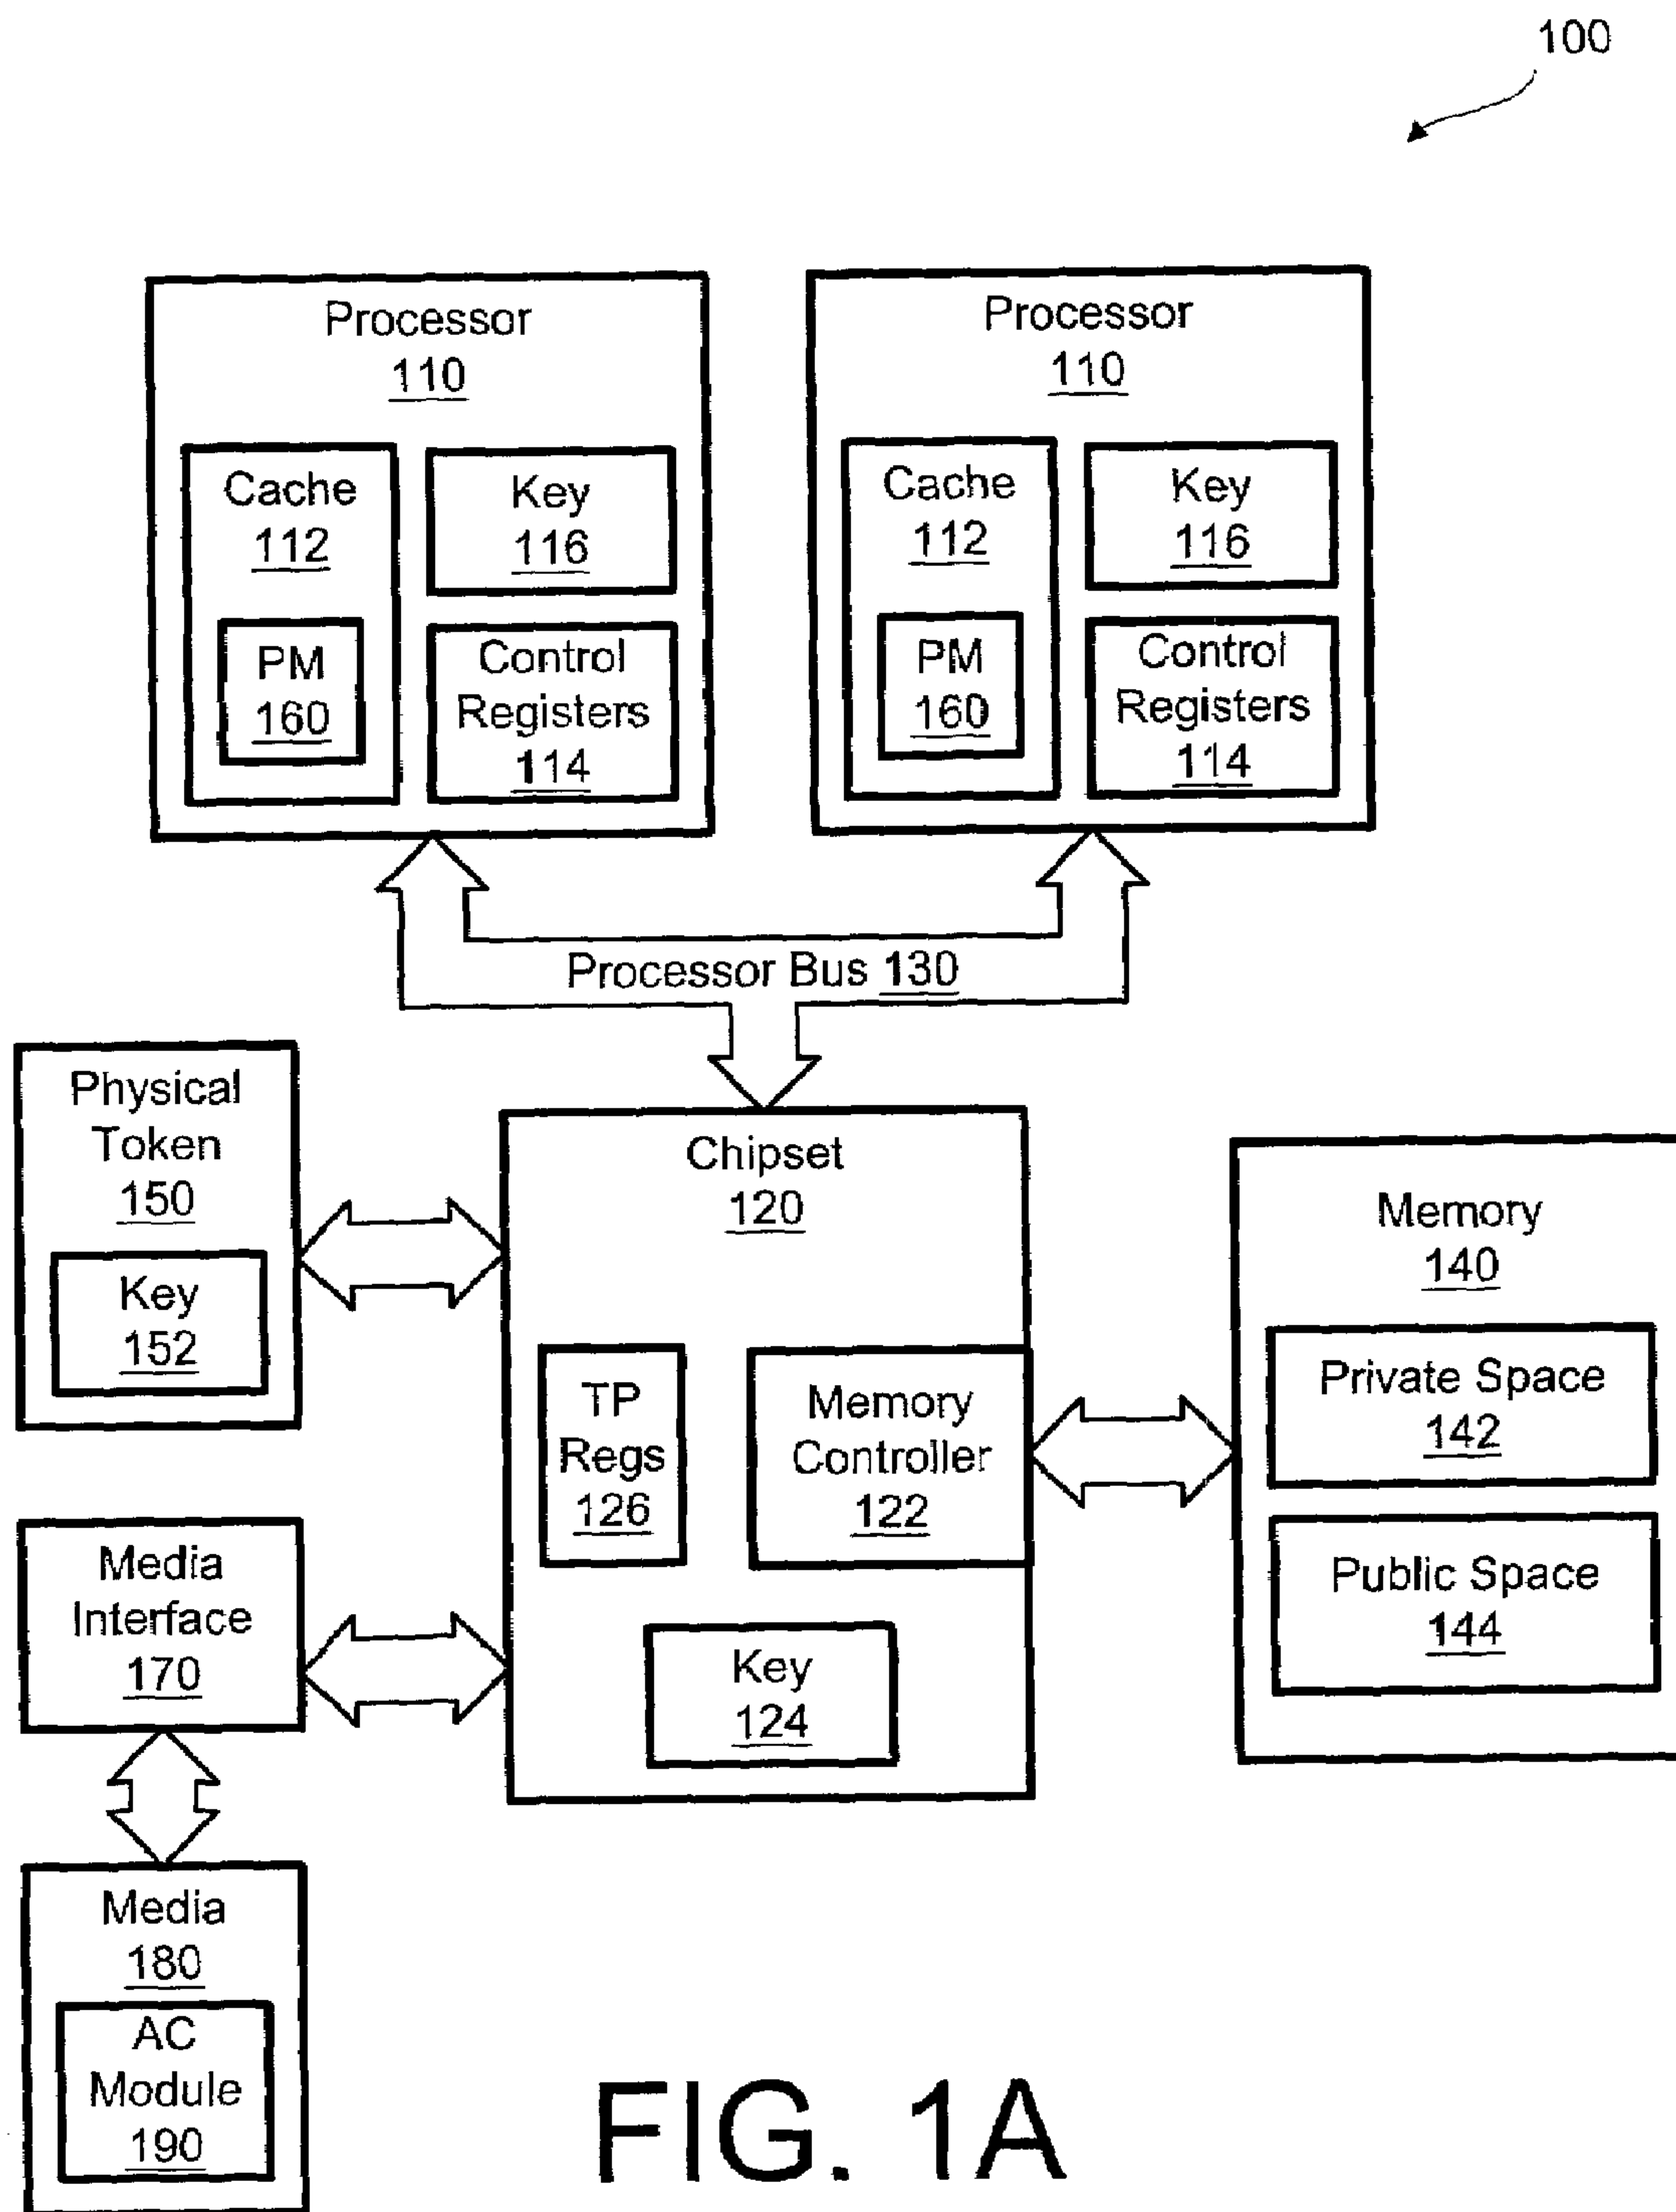 100
Processor
110
Cache
112
PM
160
Key
116
Control
Registers
114
Processor
110
Cache
112
PM
160
Key
116
Control
Registers
114
Processor Bus 130
Physical
Token
150
Key
152
Chipset
120
TP
Regs
126
Memory
Controller
122
Key
124
Memory
140
Private Space
142
Public Space
144
Media
Interface
170
Media
180
AC
Module
190
FIG. 1A